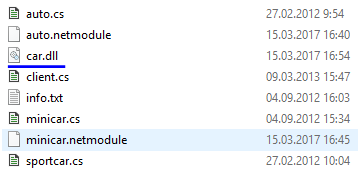 auto.cs 27.02.2012 9:54
auto.netmodule 15.03.2017 16:40
car.dll 15.03.2017 16:54
client.cs 09.03.2013 15:47
info.txt 04.09.2012 16:03
minicar.cs 04.09.2012 15:34
minicar.netmodule 15.03.2017 16:45
sportcar.cs 27.02.2012 10:04